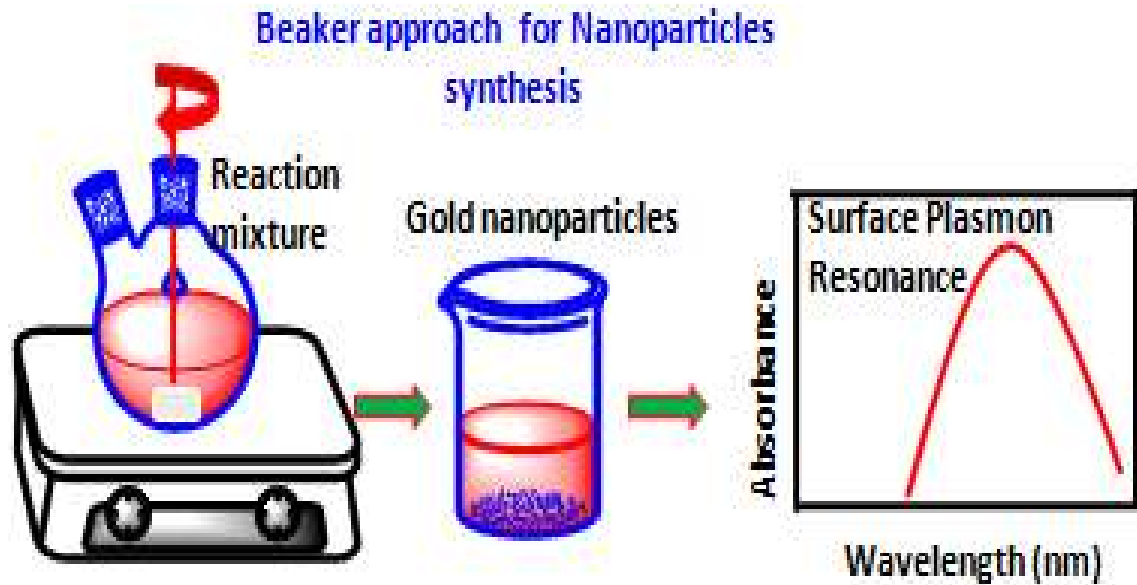 Beaker approach for Nanoparticles
synthesis
Reaction
mixture
Gold nanoparticles
Surface Plasmon
Resonance
Absorbance
Wavelength (nm)